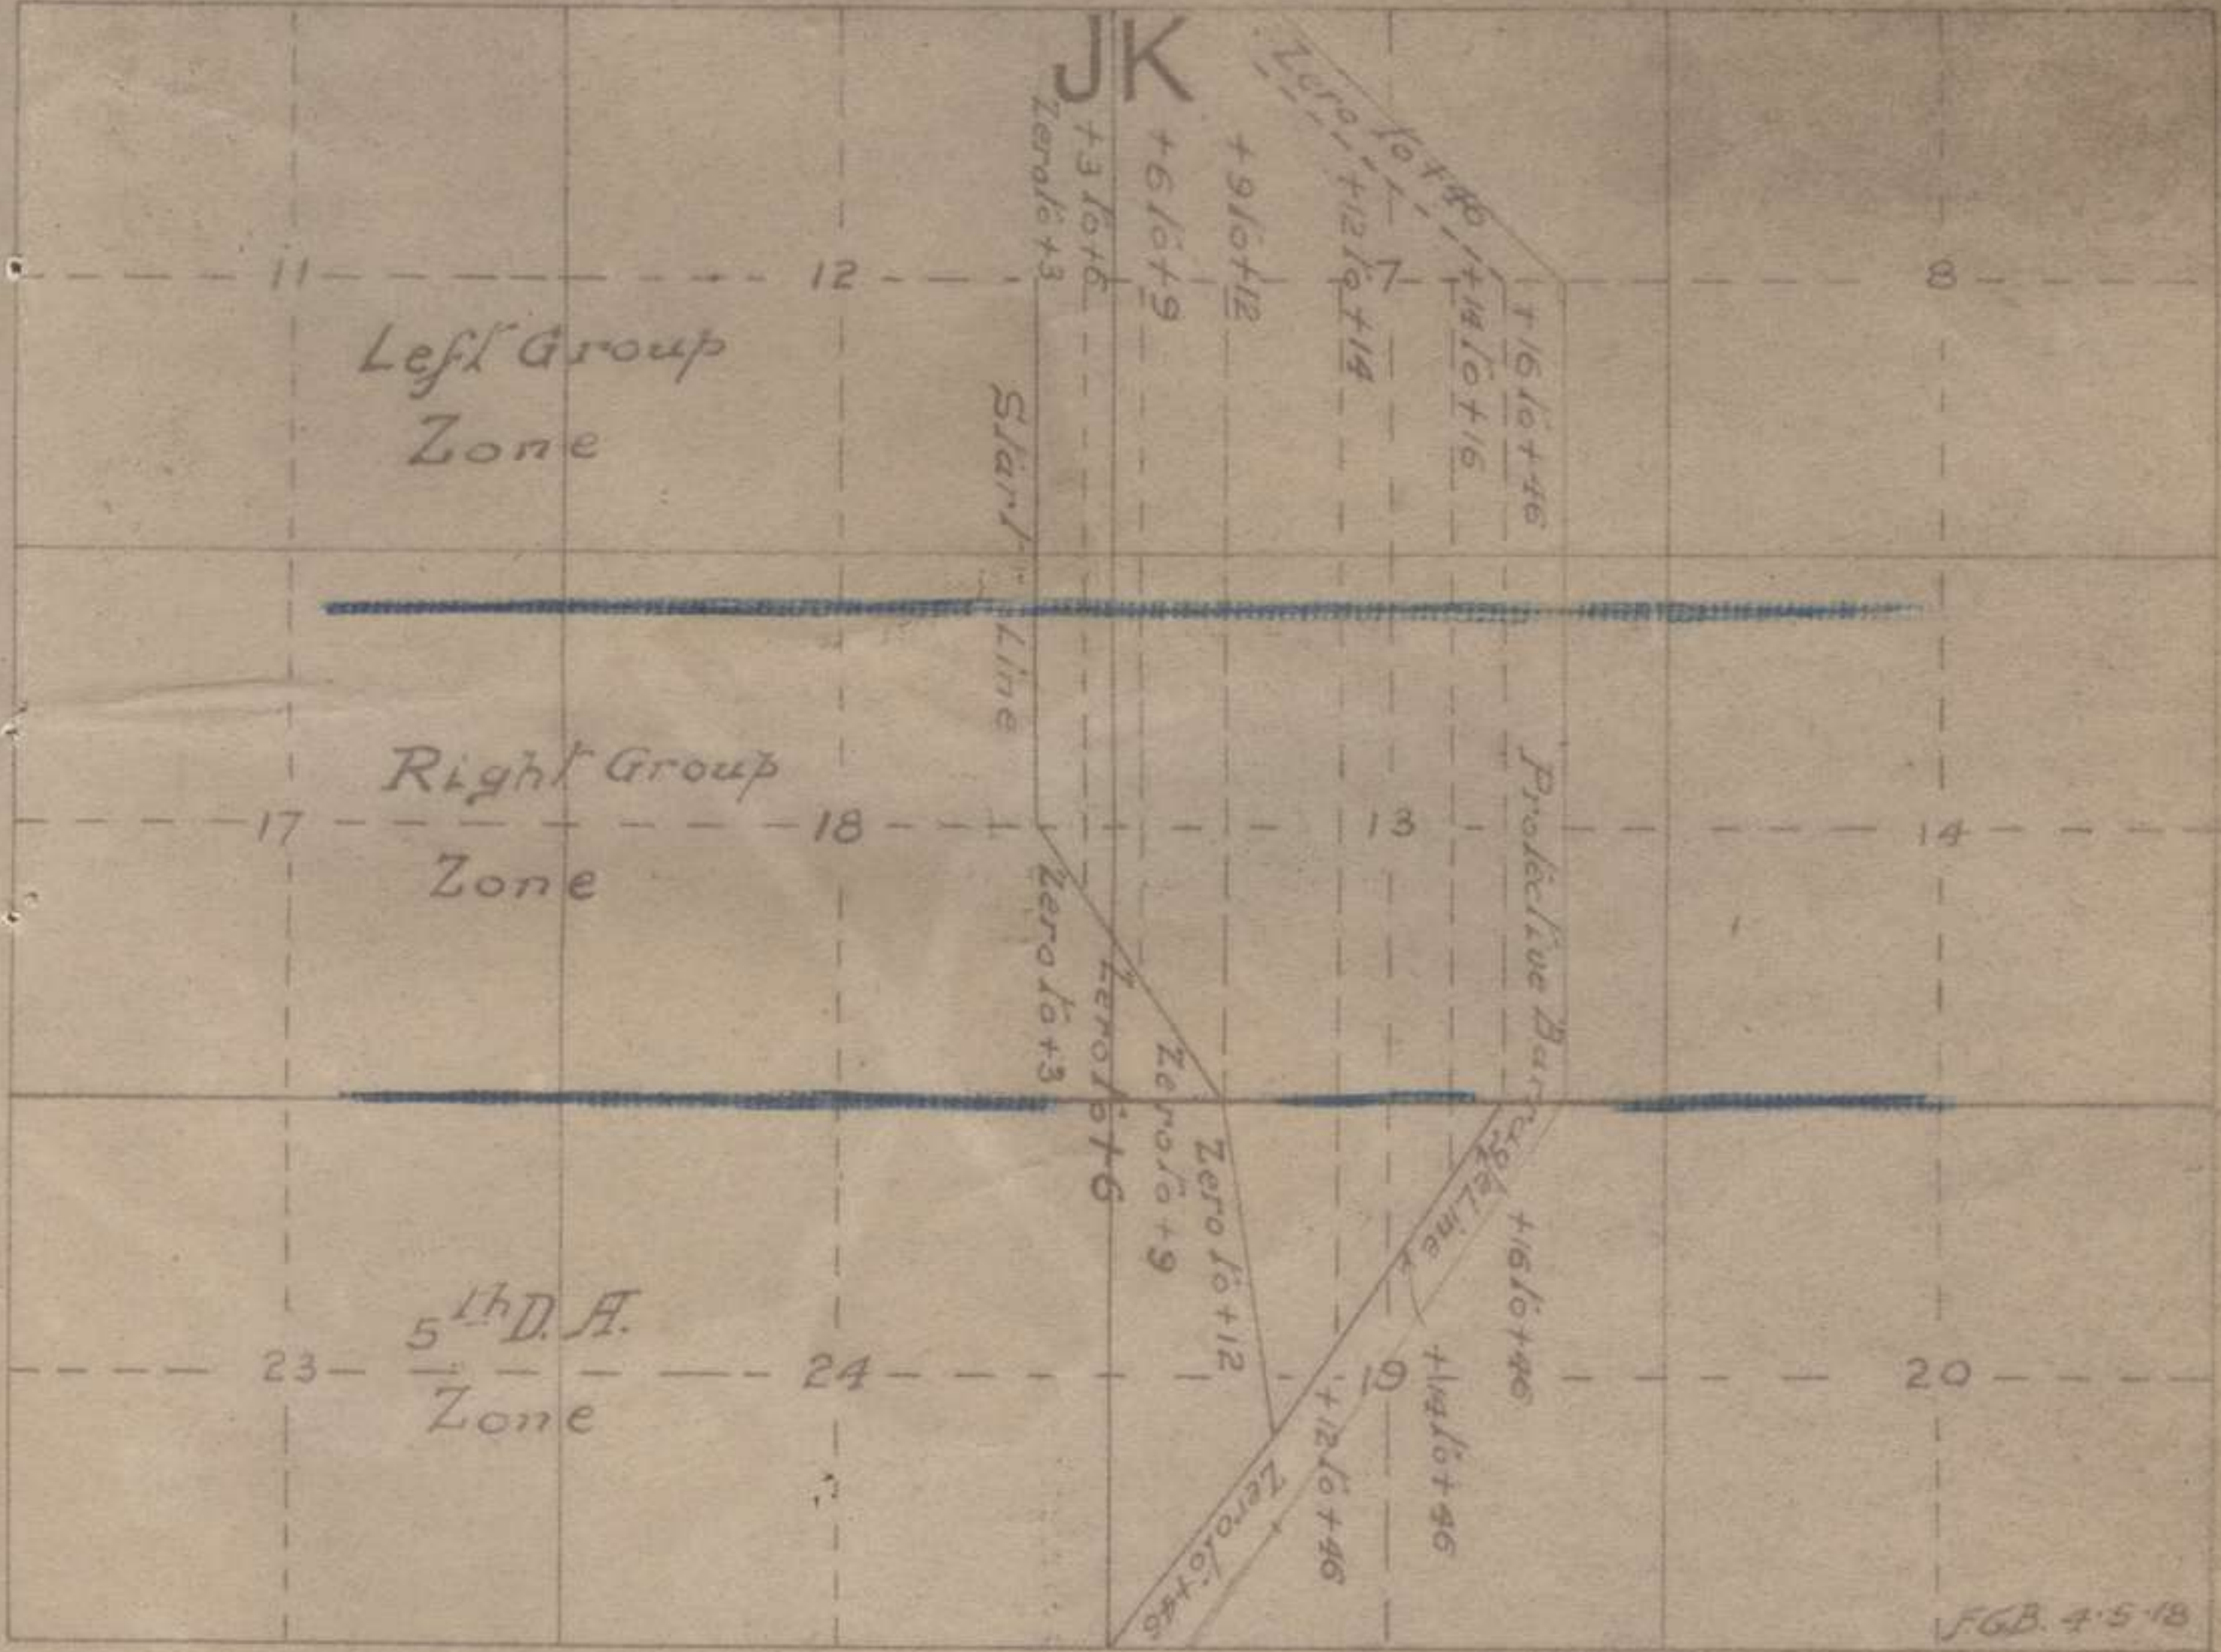 JK
Zero to +3
+3 to +6
+6 to +9
+9 to +12
+12 to +14
+14 to +16
+16 to +46
Zero to +46
11
12
7
8
Left Group
Zone
Start Line
Right Group
Zone
17
18
13
14
Protective Barrage Line
Zero to +3
Zero to +6
Zero to +9
Zero to +12
5th D.A.
Zone
23
24
19
20
+16 to +46
+14 to +46
+12 to +46
Zero to +46
F.G.B. 4.5.18